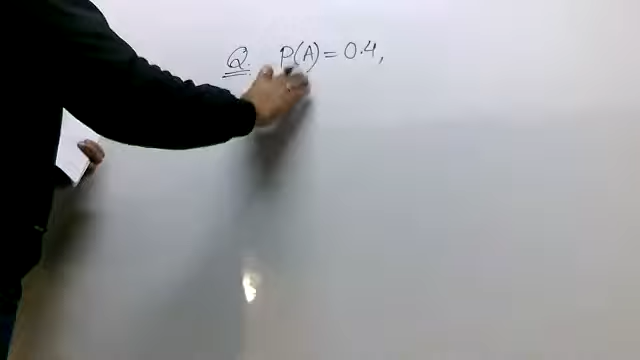 Q. P(A) = 0.4,